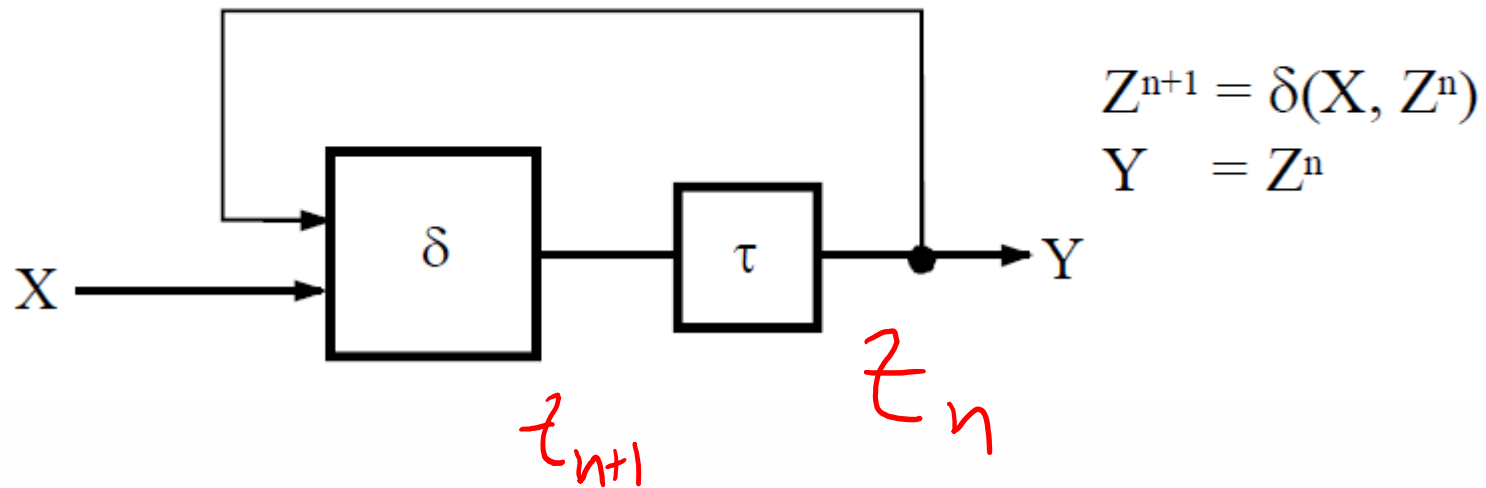 Zⁿ⁺¹ = δ(X, Zⁿ)
Y = Zⁿ
δ
τ
X
Y
Zₙ
Zₙ₊₁